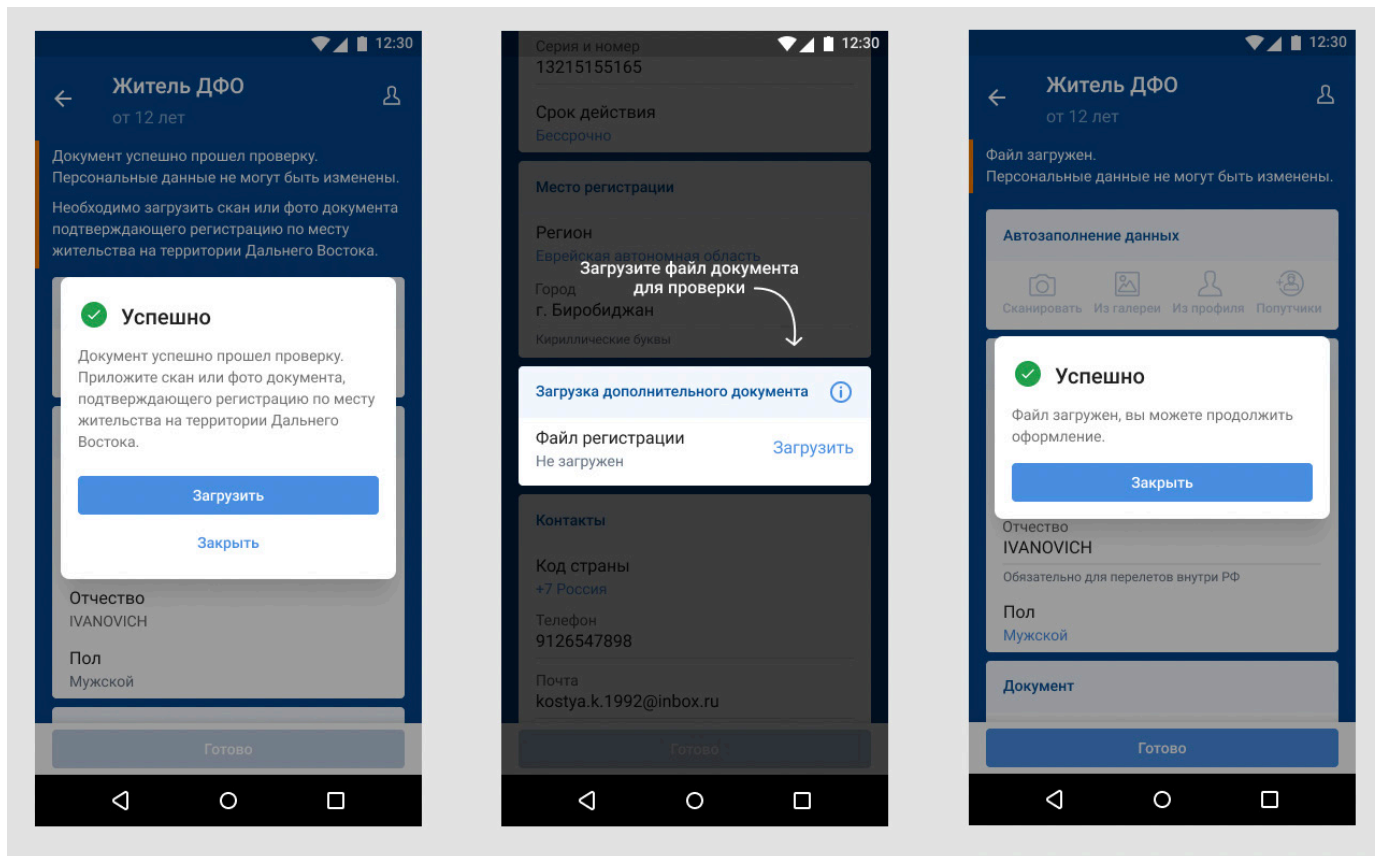 12:30
Житель ДФО
от 12 лет
Документ успешно прошел проверку.
Персональные данные не могут быть изменены.
Необходимо загрузить скан или фото документа
подтверждающего регистрацию по месту
жительства на территории Дальнего Востока.
Успешно
Документ успешно прошел проверку.
Приложите скан или фото документа,
подтверждающего регистрацию по месту
жительства на территории Дальнего
Востока.
Загрузить
Закрыть
Отчество
IVANOVICH
Пол
Мужской
Готово
12:30
Серия и номер
13215155165
Срок действия
Бессрочно
Место регистрации
Регион
Еврейская автономная область
Загрузите файл документа
для проверки
Город
г. Биробиджан
Кириллические буквы
Загрузка дополнительного документа
Файл регистрации
Не загружен
Загрузить
Контакты
Код страны
+7 Россия
Телефон
9126547898
Почта
kostya.k.1992@inbox.ru
Готово
12:30
Житель ДФО
от 12 лет
Файл загружен.
Персональные данные не могут быть изменены.
Автозаполнение данных
Сканировать Из галереи Из профиля Попутчики
Успешно
Файл загружен, вы можете продолжить
оформление.
Закрыть
Отчество
IVANOVICH
Обязательно для перелетов внутри РФ
Пол
Мужской
Документ
Готово